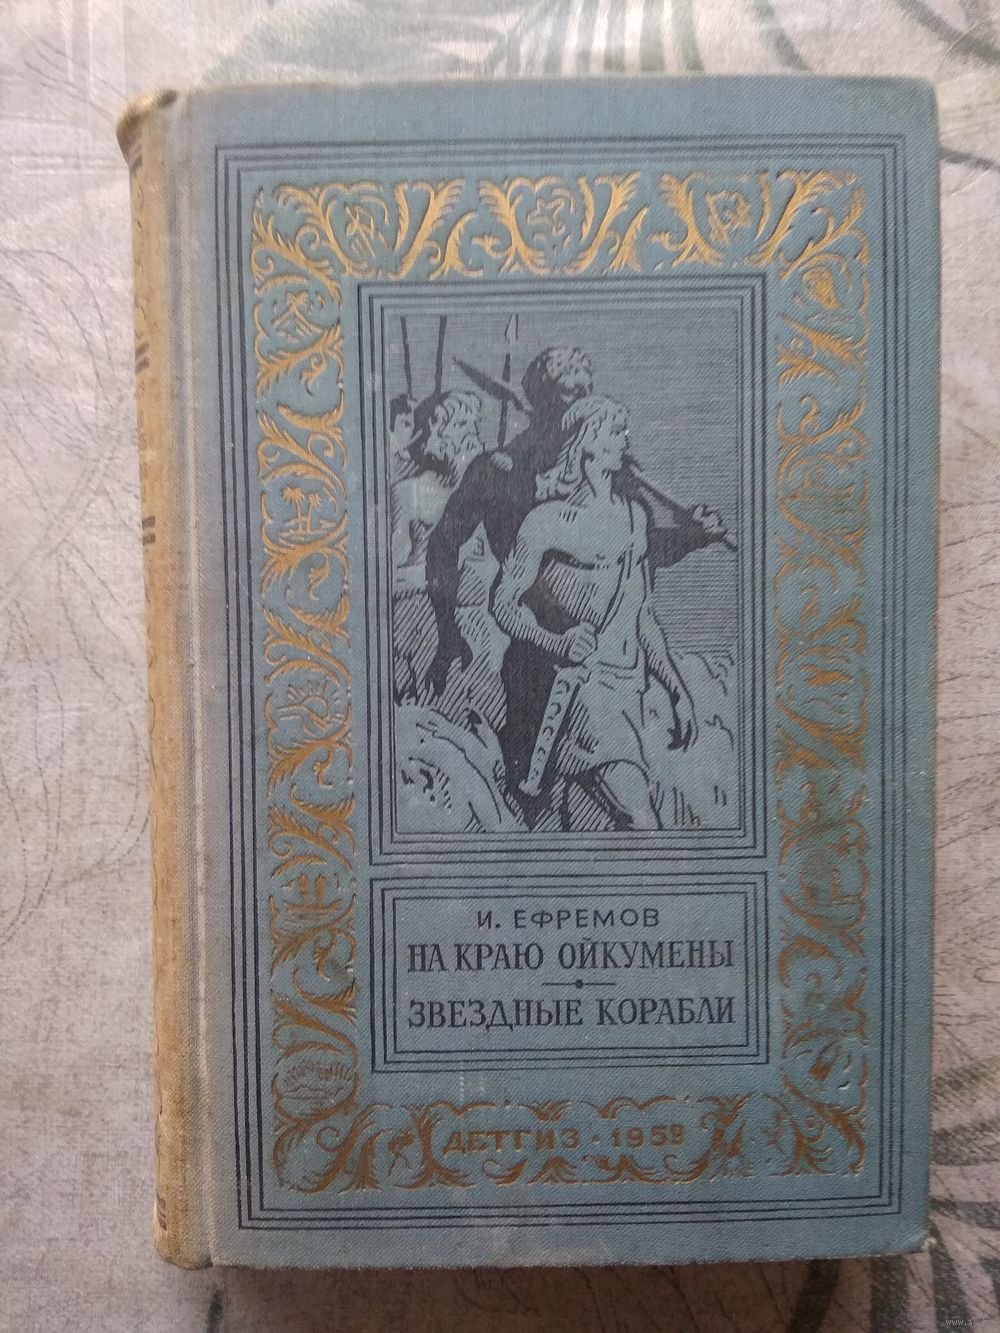 И. ЕФРЕМОВ
НА КРАЮ ОЙКУМЕНЫ
ЗВЕЗДНЫЕ КОРАБЛИ
ДЕТГИЗ · 1959